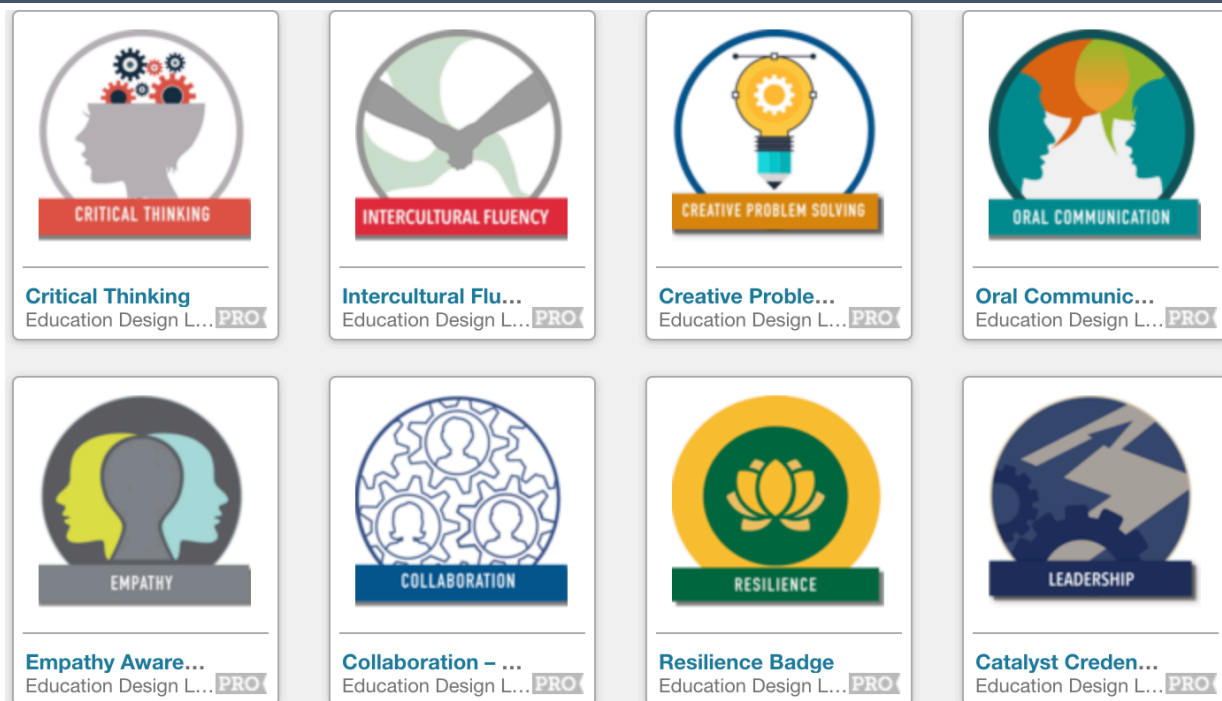 CRITICAL THINKING
Critical Thinking
Education Design L... PRO
INTERCULTURAL FLUENCY
Intercultural Flu...
Education Design L... PRO
CREATIVE PROBLEM SOLVING
Creative Proble...
Education Design L... PRO
ORAL COMMUNICATION
Oral Communic...
Education Design L... PRO
EMPATHY
Empathy Aware...
Education Design L... PRO
COLLABORATION
Collaboration – ...
Education Design L... PRO
RESILIENCE
Resilience Badge
Education Design L... PRO
LEADERSHIP
Catalyst Creden...
Education Design L... PRO